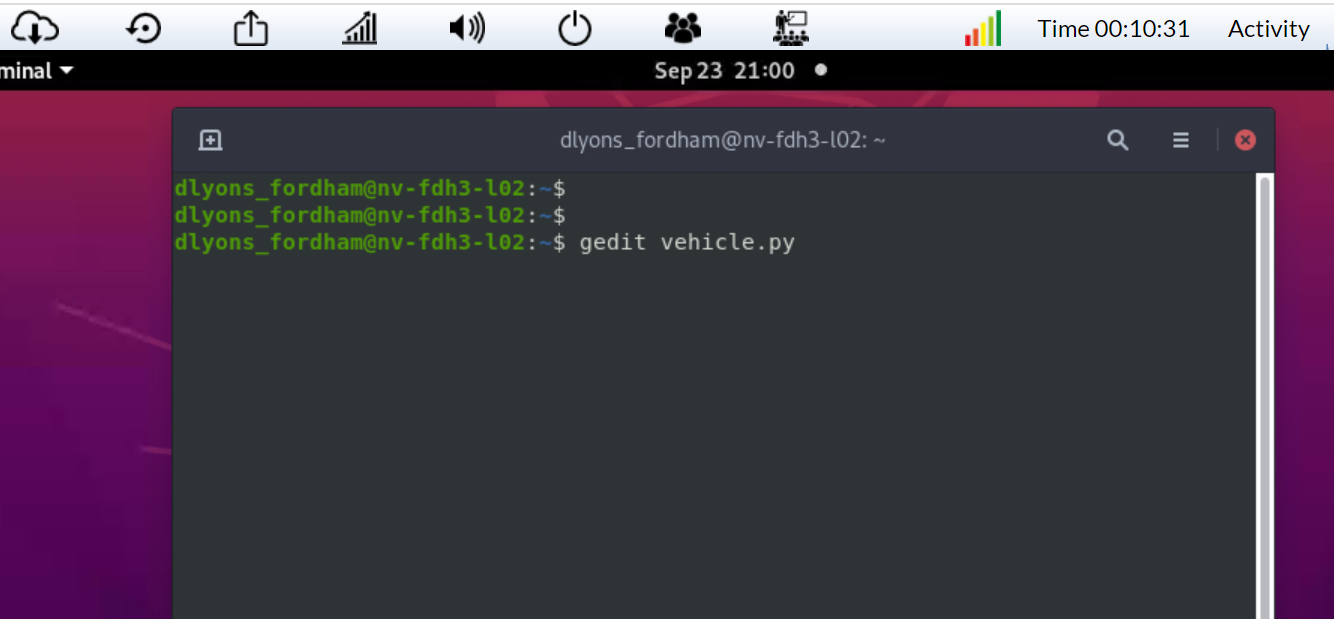 Time 00:10:31 Activity
minal Sep 23 21:00
dlyons_fordham@nv-fdh3-l02: ~
dlyons_fordham@nv-fdh3-l02:~$
dlyons_fordham@nv-fdh3-l02:~$
dlyons_fordham@nv-fdh3-l02:~$ gedit vehicle.py